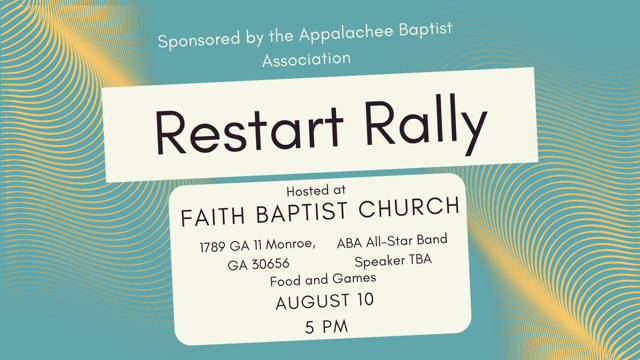 Sponsored by the Appalachee Baptist
Association
Restart Rally
Hosted at
FAITH BAPTIST CHURCH
1789 GA 11 Monroe,
GA 30656
ABA All-Star Band
Speaker TBA
Food and Games
AUGUST 10
5 PM